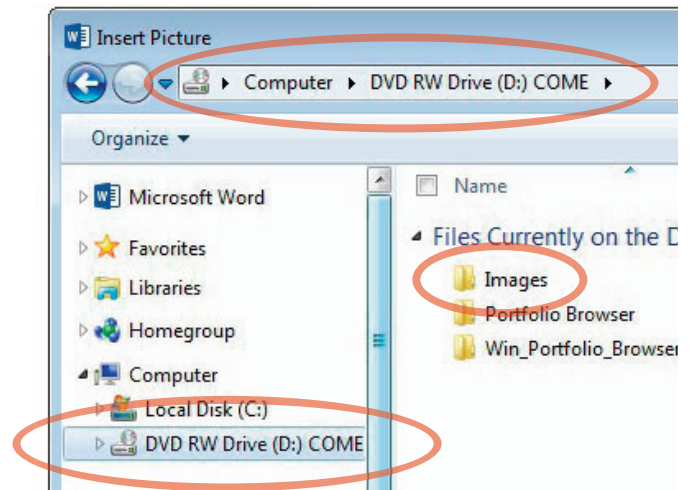 Insert Picture
Computer DVD RW Drive (D:) COME
Organize
Microsoft Word
Favorites
Libraries
Homegroup
Computer
Local Disk (C:)
DVD RW Drive (D:) COME
Name
Files Currently on the D
Images
Portfolio Browser
Win_Portfolio_Browser